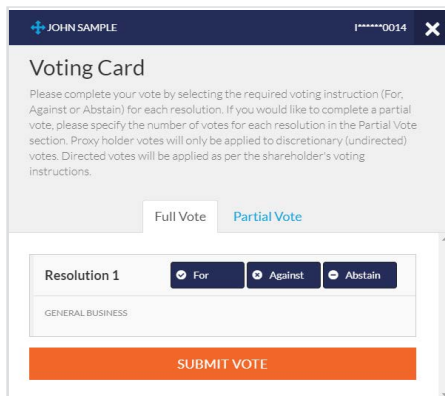 JOHN SAMPLE I******0014
Voting Card
Please complete your vote by selecting the required voting instruction (For,
Against or Abstain) for each resolution. If you would like to complete a partial
vote, please specify the number of votes for each resolution in the Partial Vote
section. Proxy holder votes will only be applied to discretionary (undirected)
votes. Directed votes will be applied as per the shareholder's voting
instructions.
Full Vote Partial Vote
Resolution 1 For Against Abstain
GENERAL BUSINESS
SUBMIT VOTE